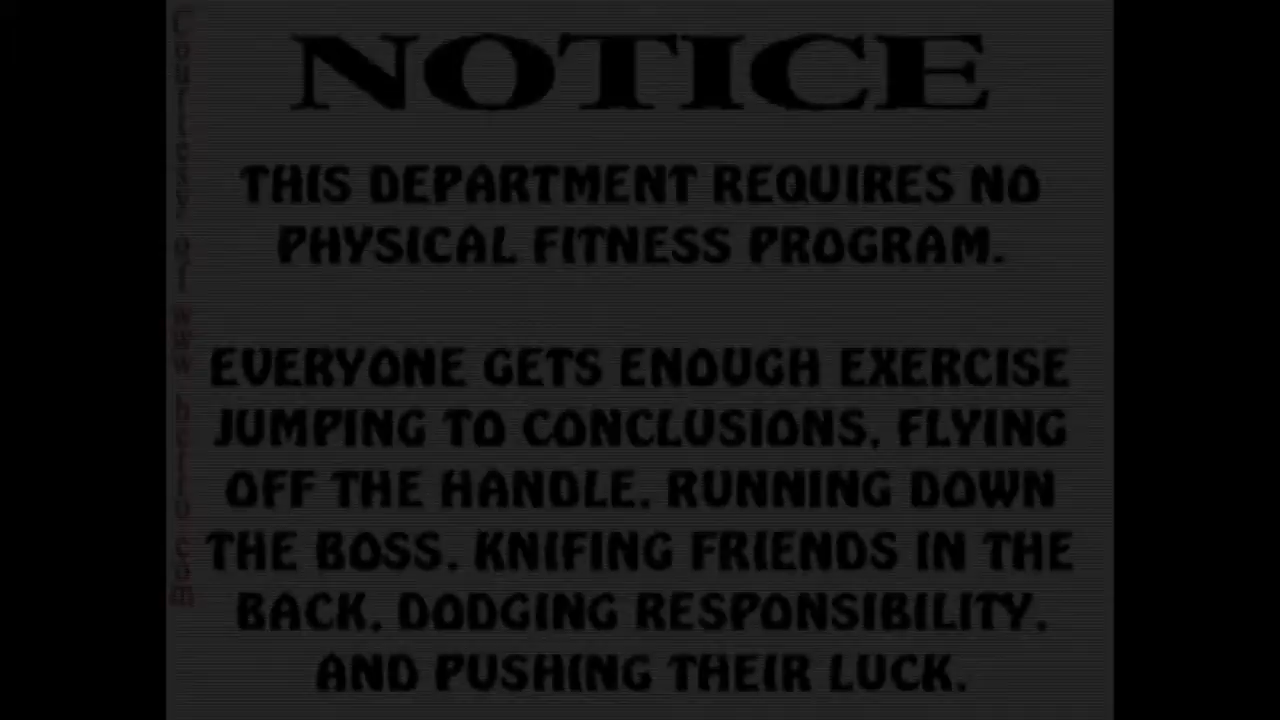 NOTICE
THIS DEPARTMENT REQUIRES NO
PHYSICAL FITNESS PROGRAM.
EVERYONE GETS ENOUGH EXERCISE
JUMPING TO CONCLUSIONS, FLYING
OFF THE HANDLE, RUNNING DOWN
THE BOSS, KNIFING FRIENDS IN THE
BACK, DODGING RESPONSIBILITY,
AND PUSHING THEIR LUCK.